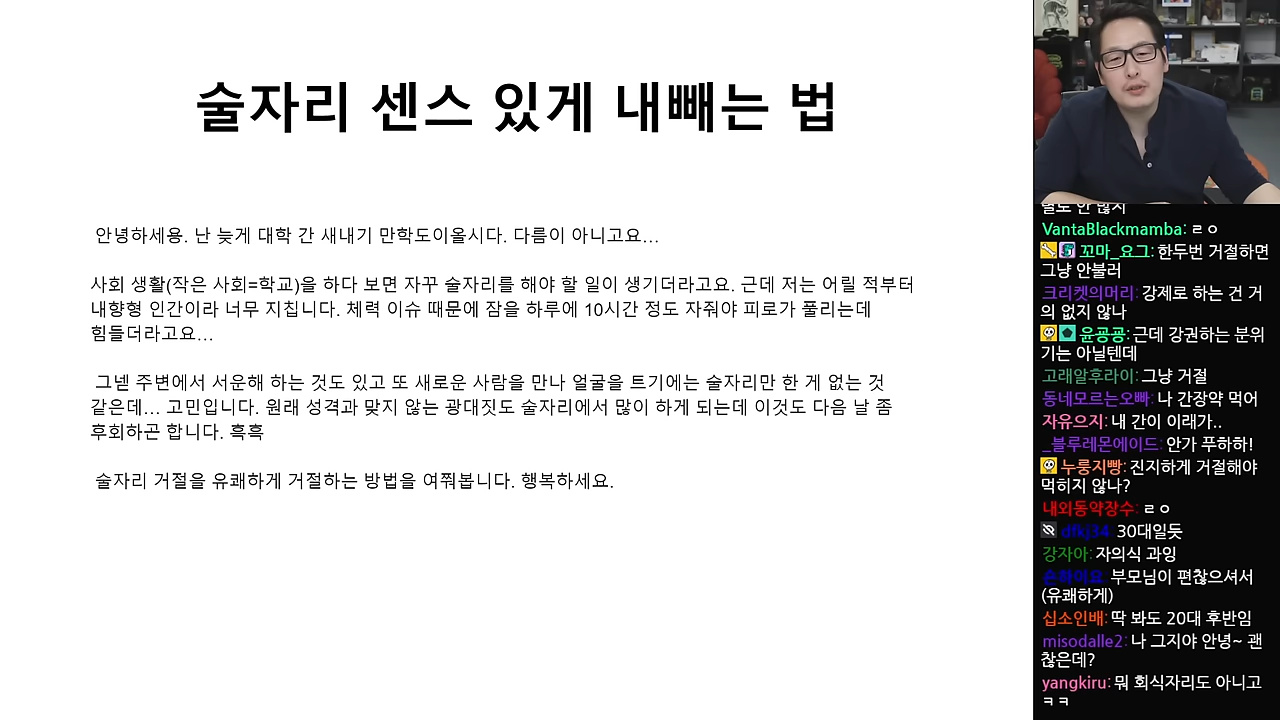 술자리 센스 있게 내빼는 법
안녕하세용. 난 늦게 대학 간 새내기 만학도이올시다. 다름이 아니고요...
사회 생활(작은 사회=학교)을 하다 보면 자꾸 술자리를 해야 할 일이 생기더라고요. 근데 저는 어릴 적부터
내향형 인간이라 너무 지칩니다. 체력 이슈 때문에 잠을 하루에 10시간 정도 자줘야 피로가 풀리는데
힘들더라고요...
그넫 주변에서 서운해 하는 것도 있고 또 새로운 사람을 만나 얼굴을 트기에는 술자리만 한 게 없는 것
같은데... 고민입니다. 원래 성격과 맞지 않는 광대짓도 술자리에서 많이 하게 되는데 이것도 다음 날 좀
후회하곤 합니다. 흑흑
술자리 거절을 유쾌하게 거절하는 방법을 여쭤봅니다. 행복하세요.
별로 안 많지
VantaBlackmamba: ㄹㅇ
꼬마_요그: 한두번 거절하면
그냥 안불러
크리켓의머리: 강제로 하는 건 거
의 없지 않나
윤굥굥: 근데 강권하는 분위
기는 아닐텐데
고래알후라이: 그냥 거절
동네모르는오빠: 나 간장약 먹어
자유으지: 내 간이 이래가..
_블루레몬에이드: 안가 푸하하!
누룽지빵: 진지하게 거절해야
먹히지 않나?
내외동약장수: ㄹㅇ
dfkj34: 30대일듯
강자아: 자의식 과잉
부모님이 편찮으셔서
(유쾌하게)
십소인배: 딱 봐도 20대 후반임
misodalle2: 나 그지야 안녕~ 괜
찮은데?
yangkiru: 뭐 회식자리도 아니고
ㅋㅋ